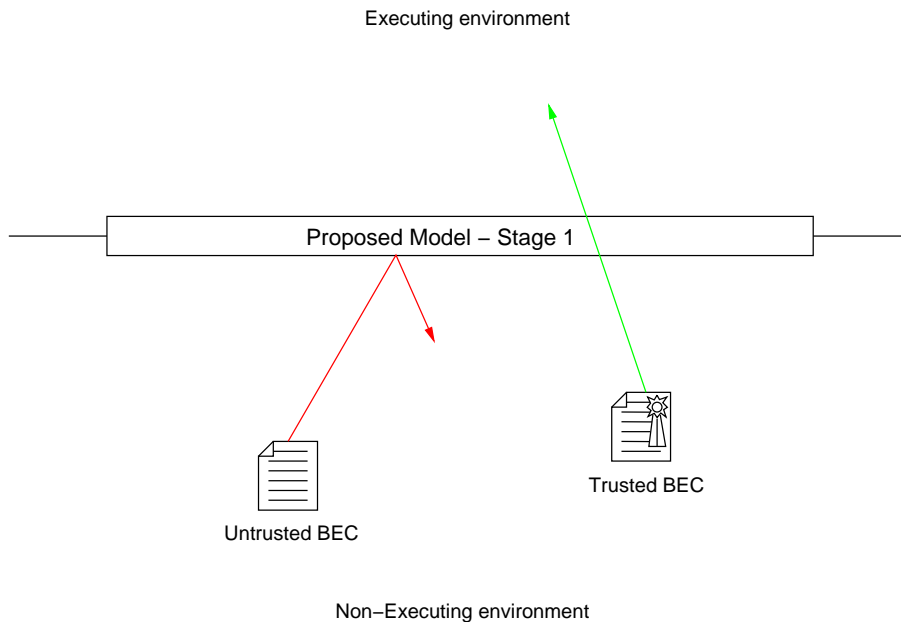 Executing environment
Proposed Model − Stage 1
Trusted BEC
Untrusted BEC
Non−Executing environment